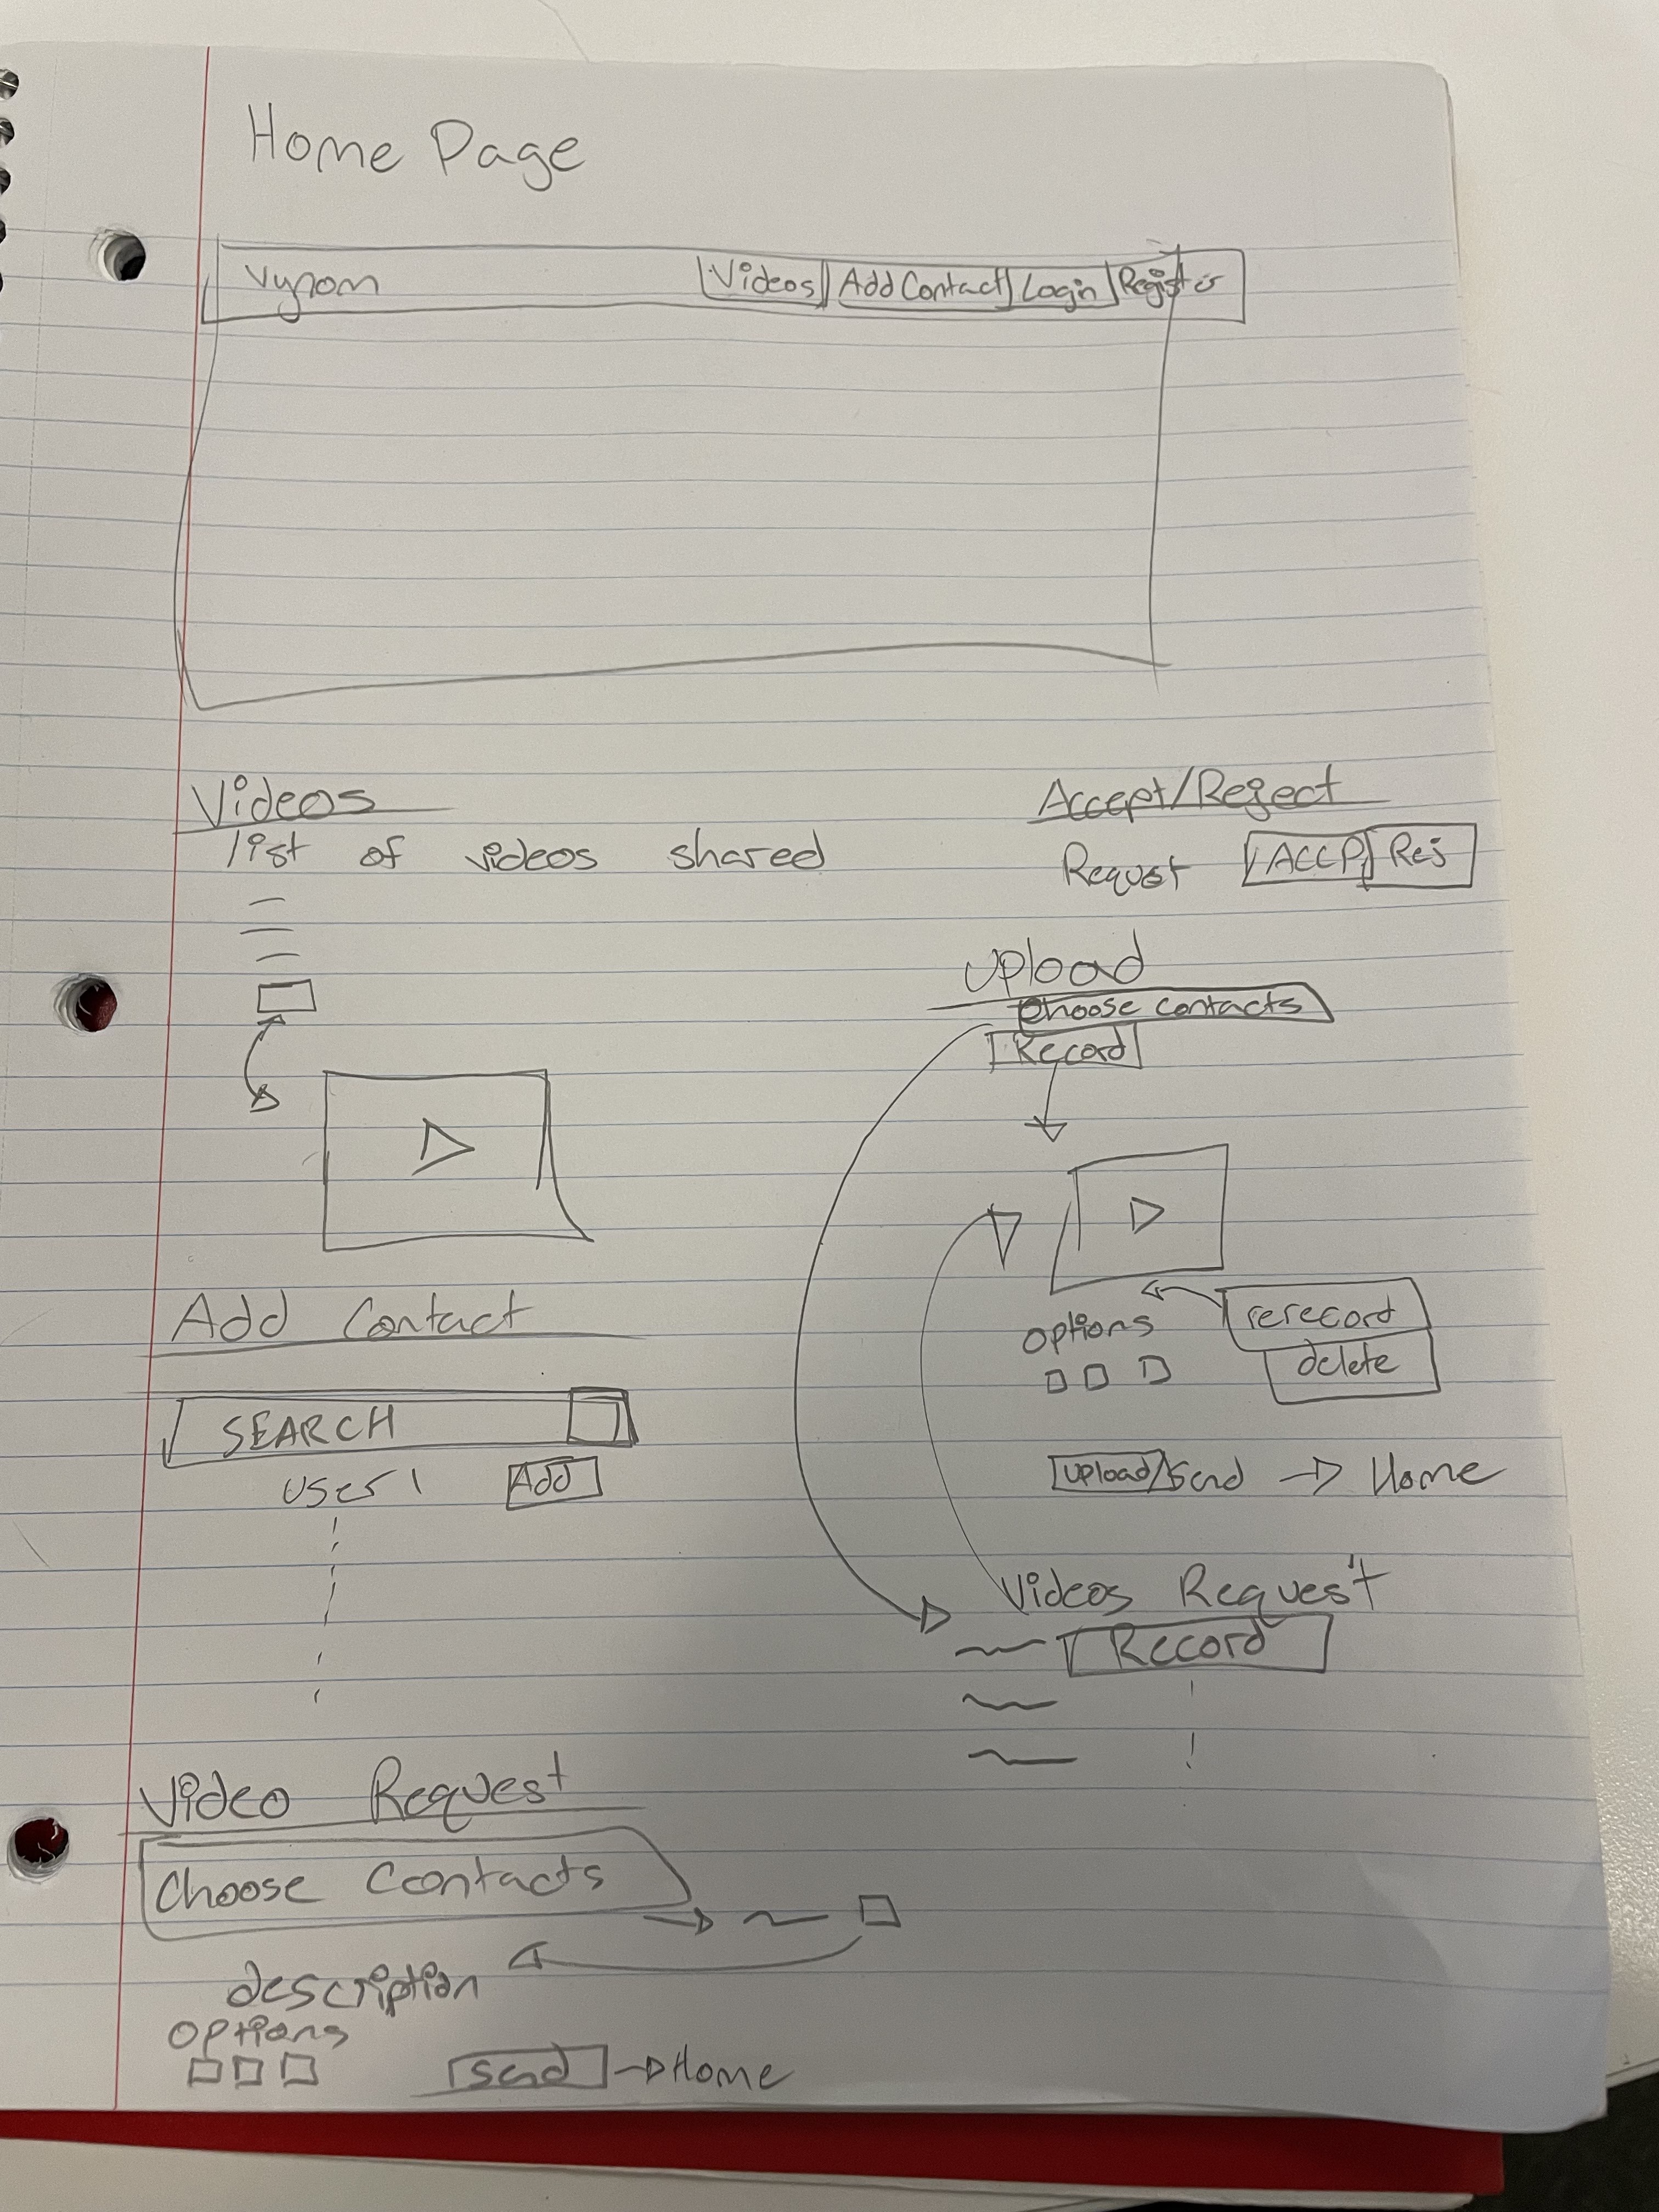 Home Page
Vynom Videos Add Contact Login Register
Videos
list of videos shared
Add Contact
SEARCH
User 1 Add
Video Request
Choose Contacts
description
options
Send Home
Accept/Reject
Request ACCP Rej
Upload
Choose contacts
Record
rerecord
options
delete
Upload/Send Home
Videos Request
Record